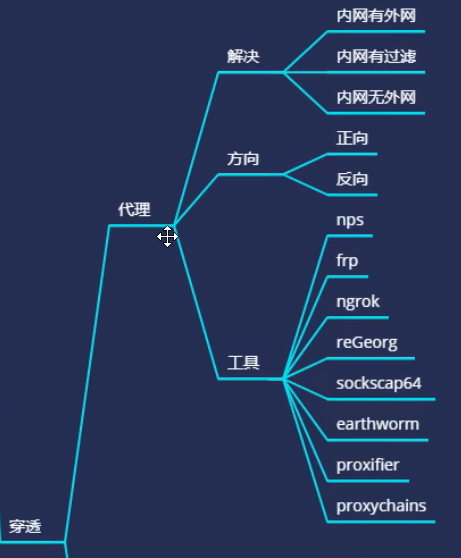 内网有外网
解决
内网有过滤
内网无外网
正向
方向
反向
代理
nps
frp
ngrok
reGeorg
工具
sockscap64
earthworm
proxifier
proxychains
穿透